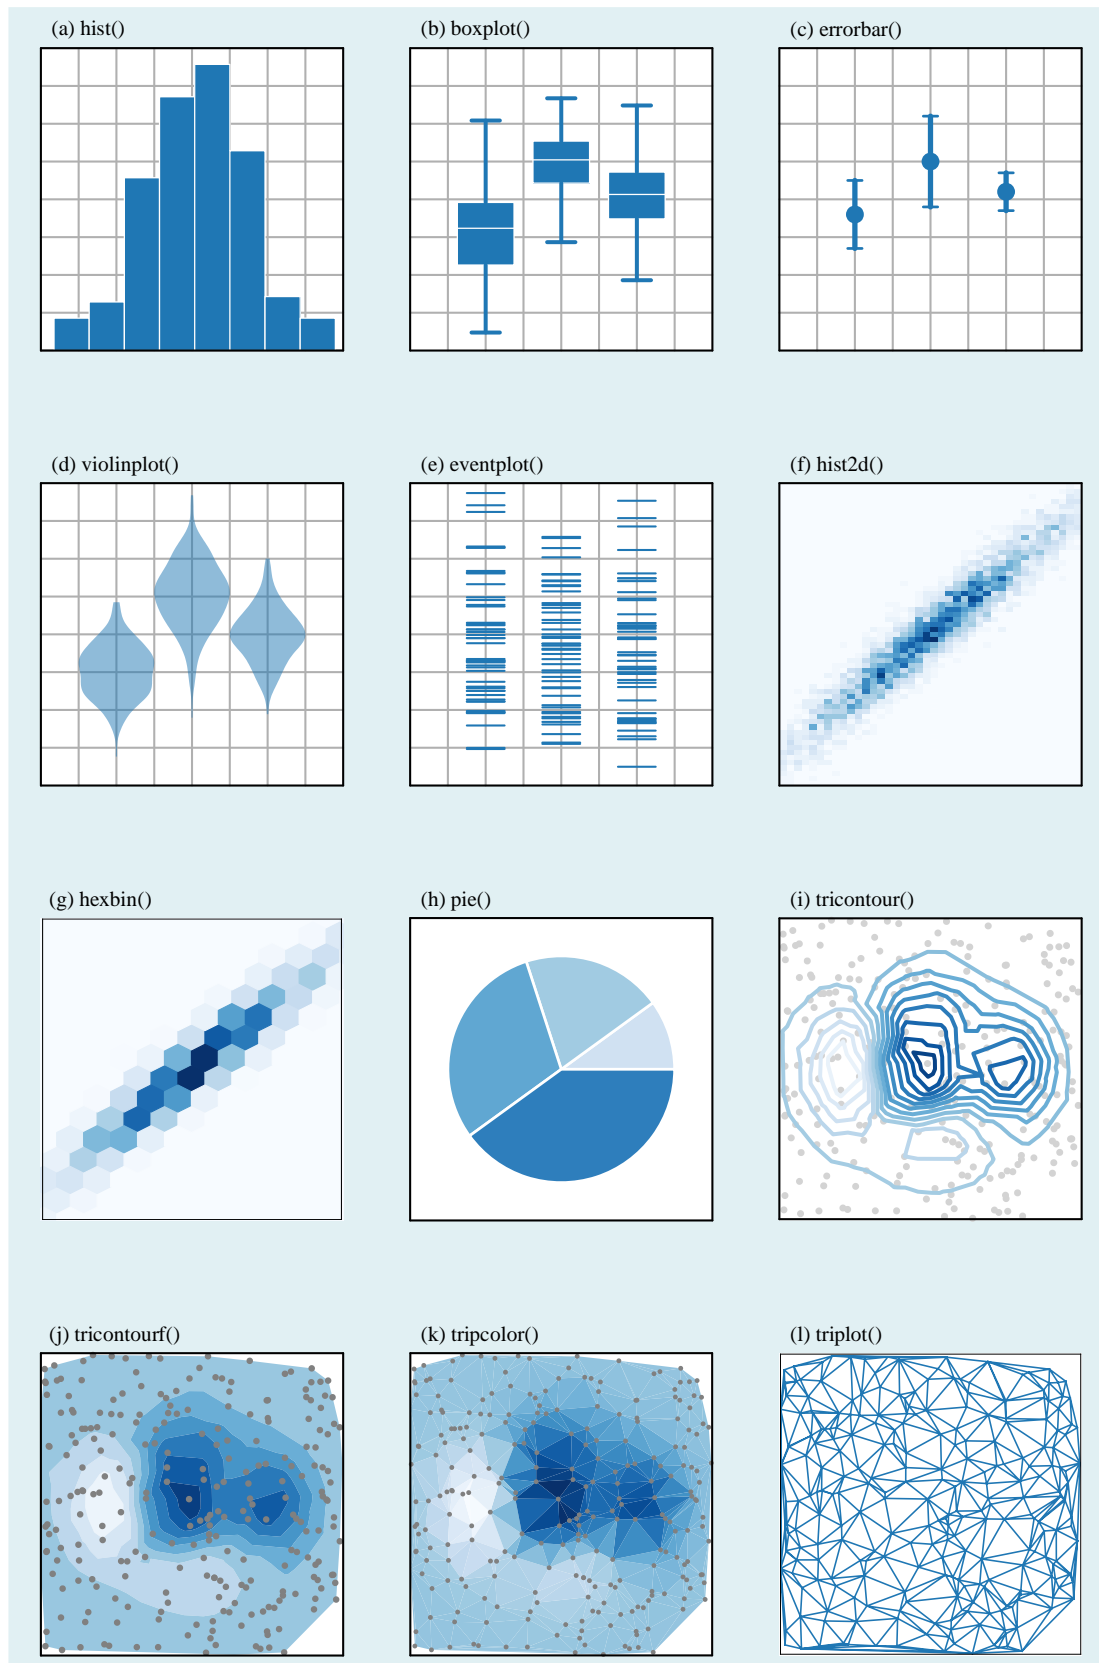 (a) hist()
(b) boxplot()
(c) errorbar()
(d) violinplot()
(e) eventplot()
(f) hist2d()
(g) hexbin()
(h) pie()
(i) tricontour()
(j) tricontourf()
(k) tripcolor()
(l) triplot()